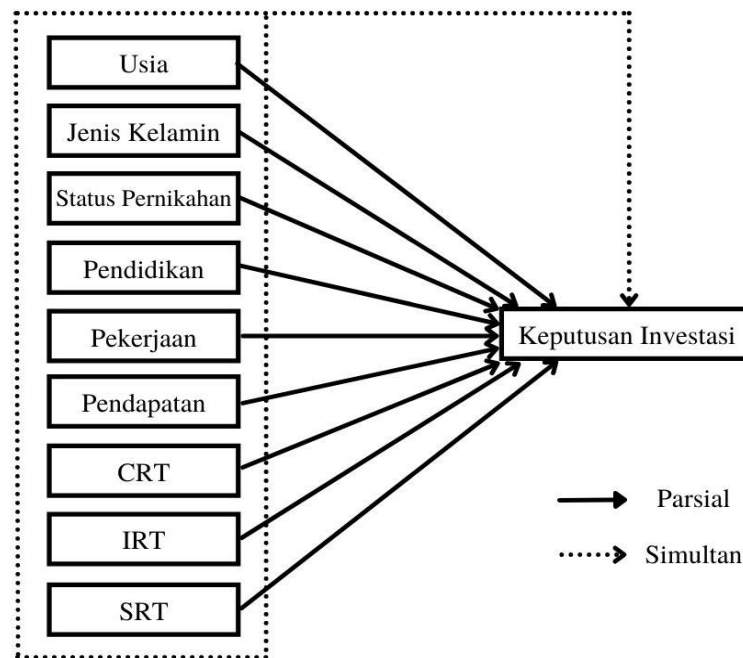 Usia
Jenis Kelamin
Status Pernikahan
Pendidikan
Pekerjaan
Pendapatan
CRT
IRT
SRT
Keputusan Investasi
Parsial
Simultan